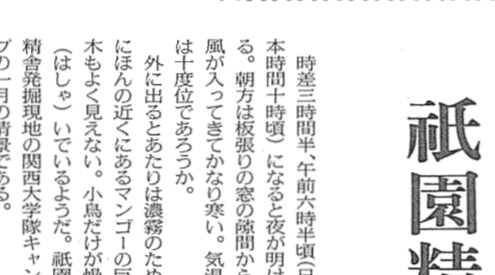 祇園精
時差三時間半、午前六時半頃(日
本時間十時頃)になると夜が明け
る。朝方は板張りの窓の隙間から
風が入ってきてかなり寒い。気温
は十度位であろうか。
外に出るとあたりは濃霧のため
にほんの近くにあるマンゴーの巨
木もよく見えない。小鳥だけが燥
(はしゃ)いでいるようだ。祇園
精舎発掘現地の関西大学隊キャン
プの一月の情景である。